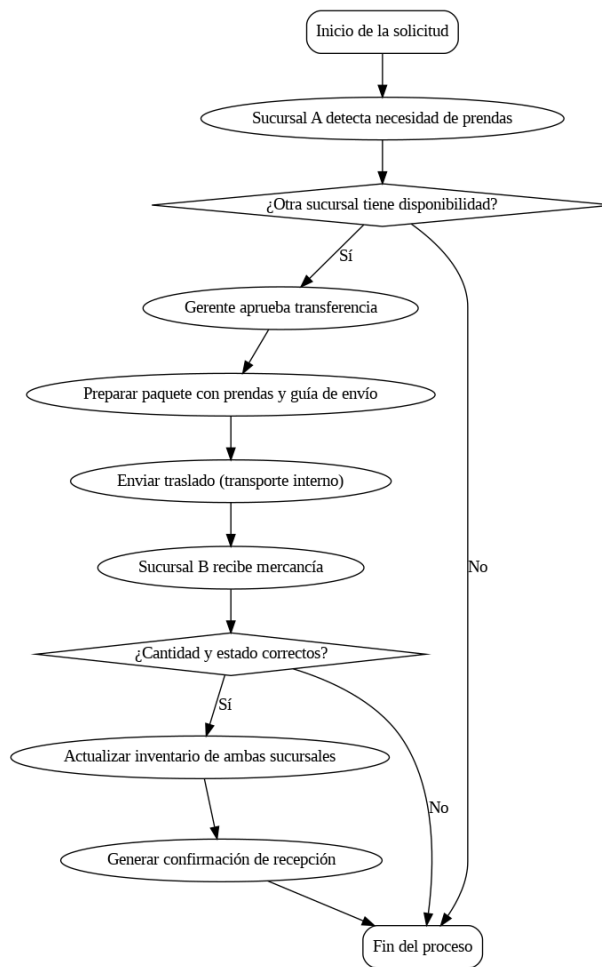 Inicio de la solicitud
Sucursal A detecta necesidad de prendas
¿Otra sucursal tiene disponibilidad?
Sí
Gerente aprueba transferencia
Preparar paquete con prendas y guía de envío
Enviar traslado (transporte interno)
No
Sucursal B recibe mercancía
¿Cantidad y estado correctos?
Sí
Actualizar inventario de ambas sucursales
No
Generar confirmación de recepción
Fin del proceso